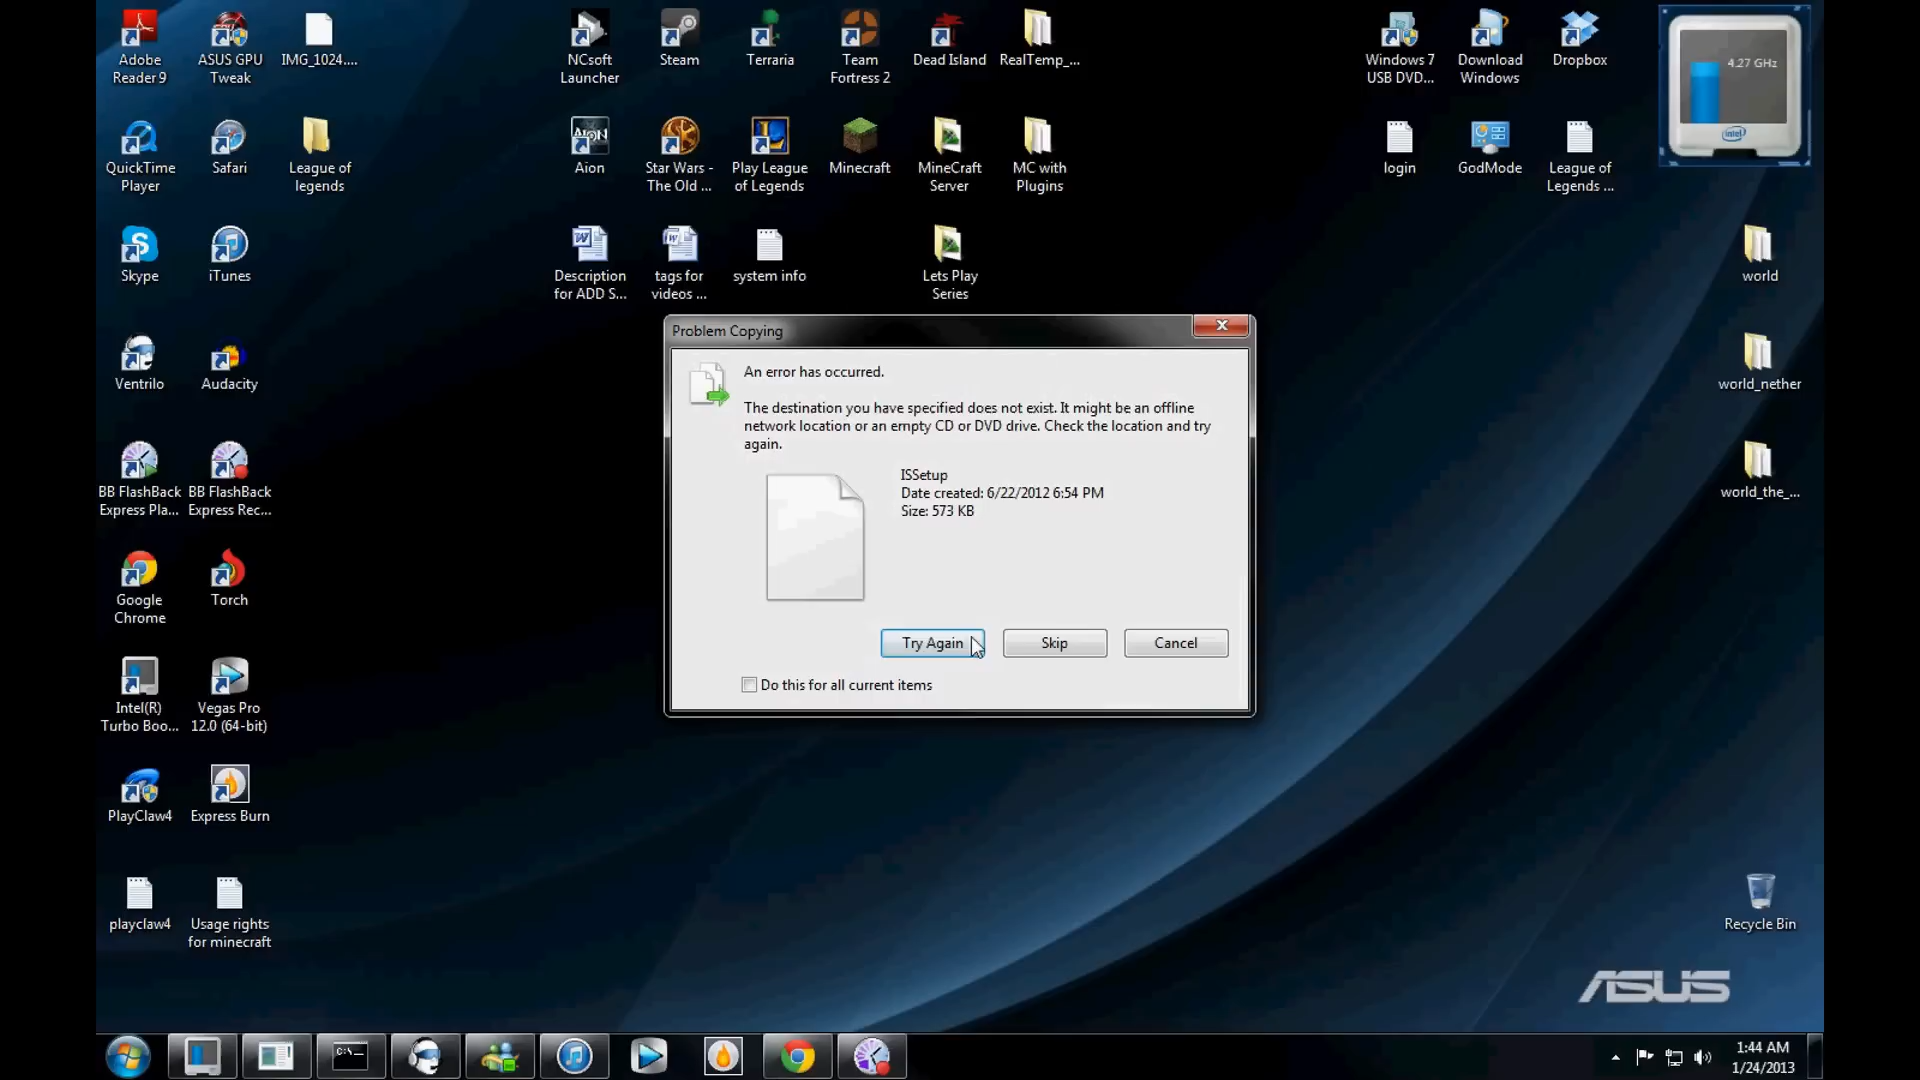 Adobe
Reader 9
ASUS GPU
Tweak
IMG_1024....
NCsoft
Launcher
Steam
Terraria
Team
Fortress 2
Dead Island
RealTemp_...
Windows 7
USB DVD...
Download
Windows
Dropbox
4.27 GHz
intel
QuickTime
Player
Safari
League of
legends
AION
Aion
Star Wars -
The Old ...
Play League
of Legends
Minecraft
MineCraft
Server
MC with
Plugins
login
GodMode
League of
Legends ...
Skype
iTunes
Description
for ADD S...
tags for
videos ...
system info
Lets Play
Series
world
Problem Copying
An error has occurred.
The destination you have specified does not exist. It might be an offline
network location or an empty CD or DVD drive. Check the location and try
again.
ISSetup
Date created: 6/22/2012 6:54 PM
Size: 573 KB
Try Again
Skip
Cancel
Do this for all current items
Ventrilo
Audacity
world_nether
BB FlashBack
Express Pla...
BB FlashBack
Express Rec...
world_the_...
Google
Chrome
Torch
Intel(R)
Turbo Boo...
Vegas Pro
12.0 (64-bit)
PlayClaw4
Express Burn
playclaw4
Usage rights
for minecraft
Recycle Bin
ASUS
C:\_
1:44 AM
1/24/2013